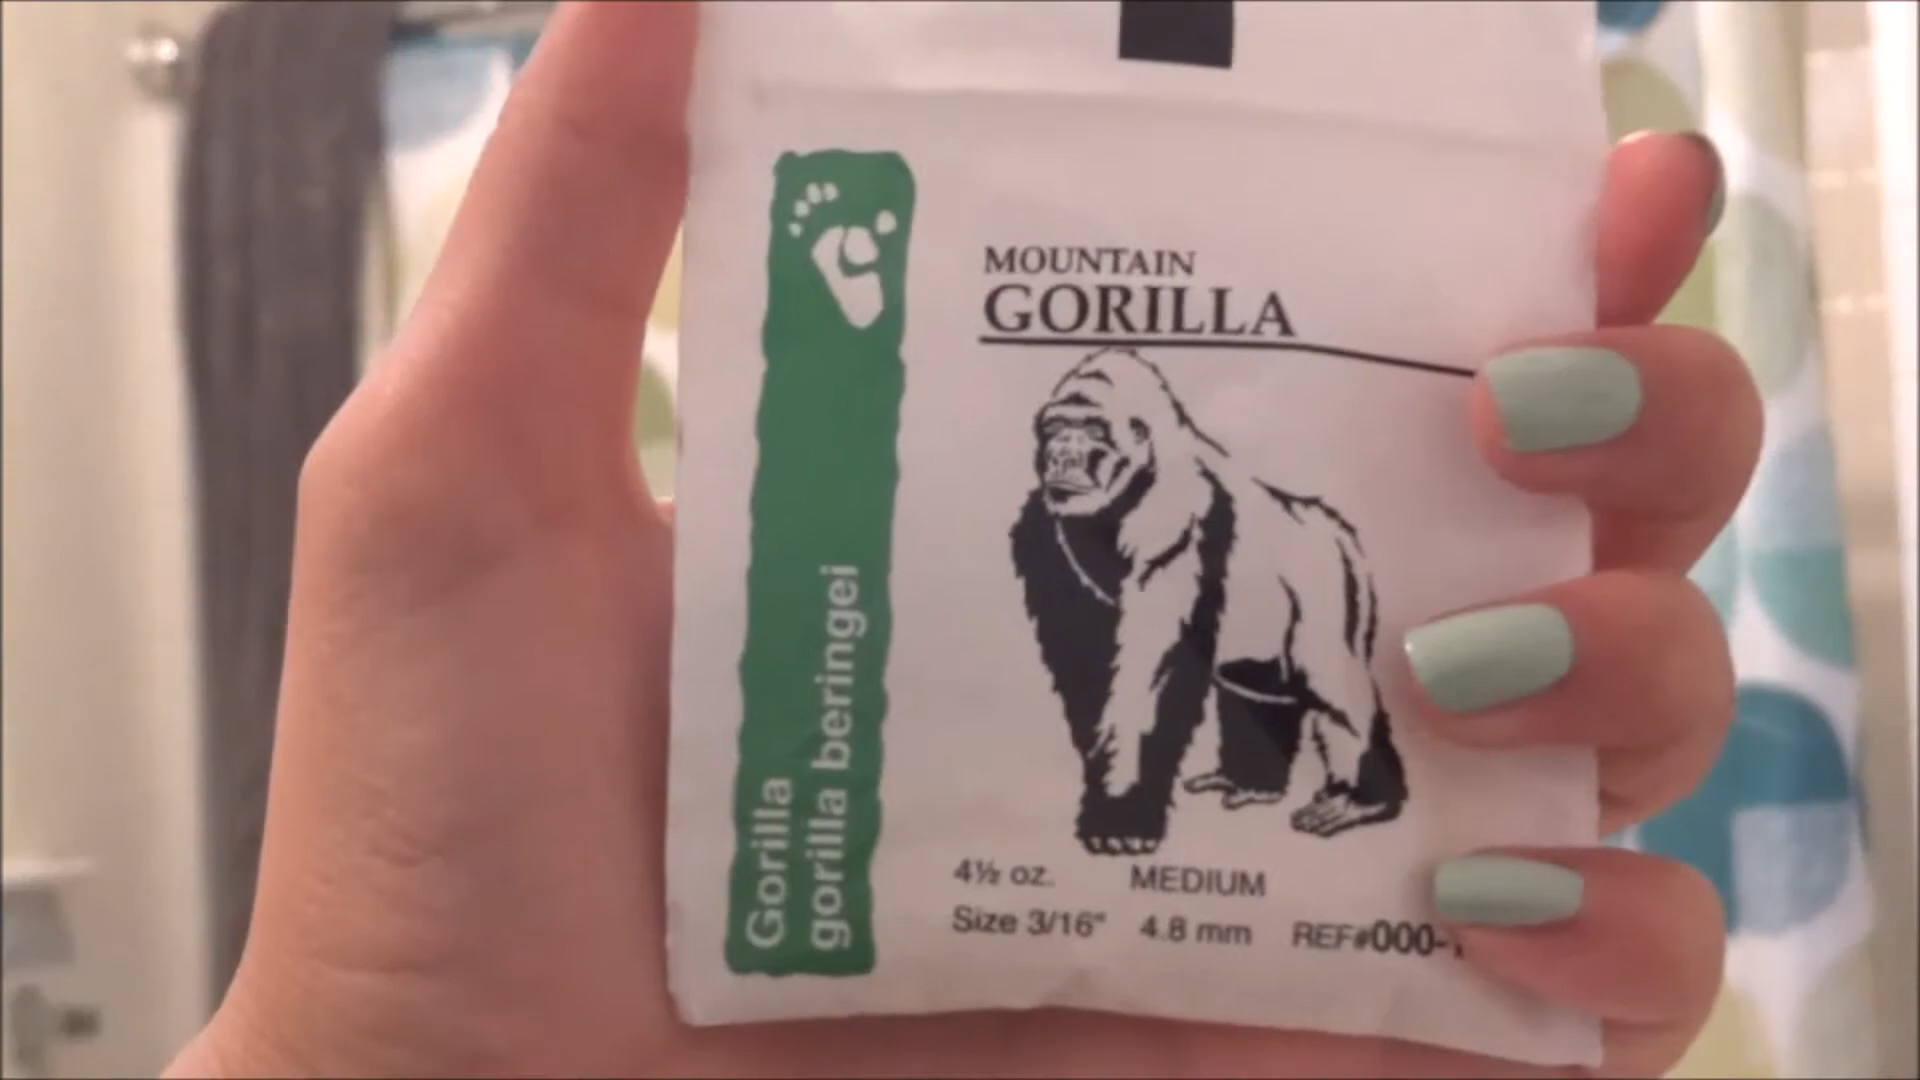 MOUNTAIN
GORILLA
Gorilla
gorilla beringei
4½ oz. MEDIUM
Size 3/16" 4.8 mm REF#000-